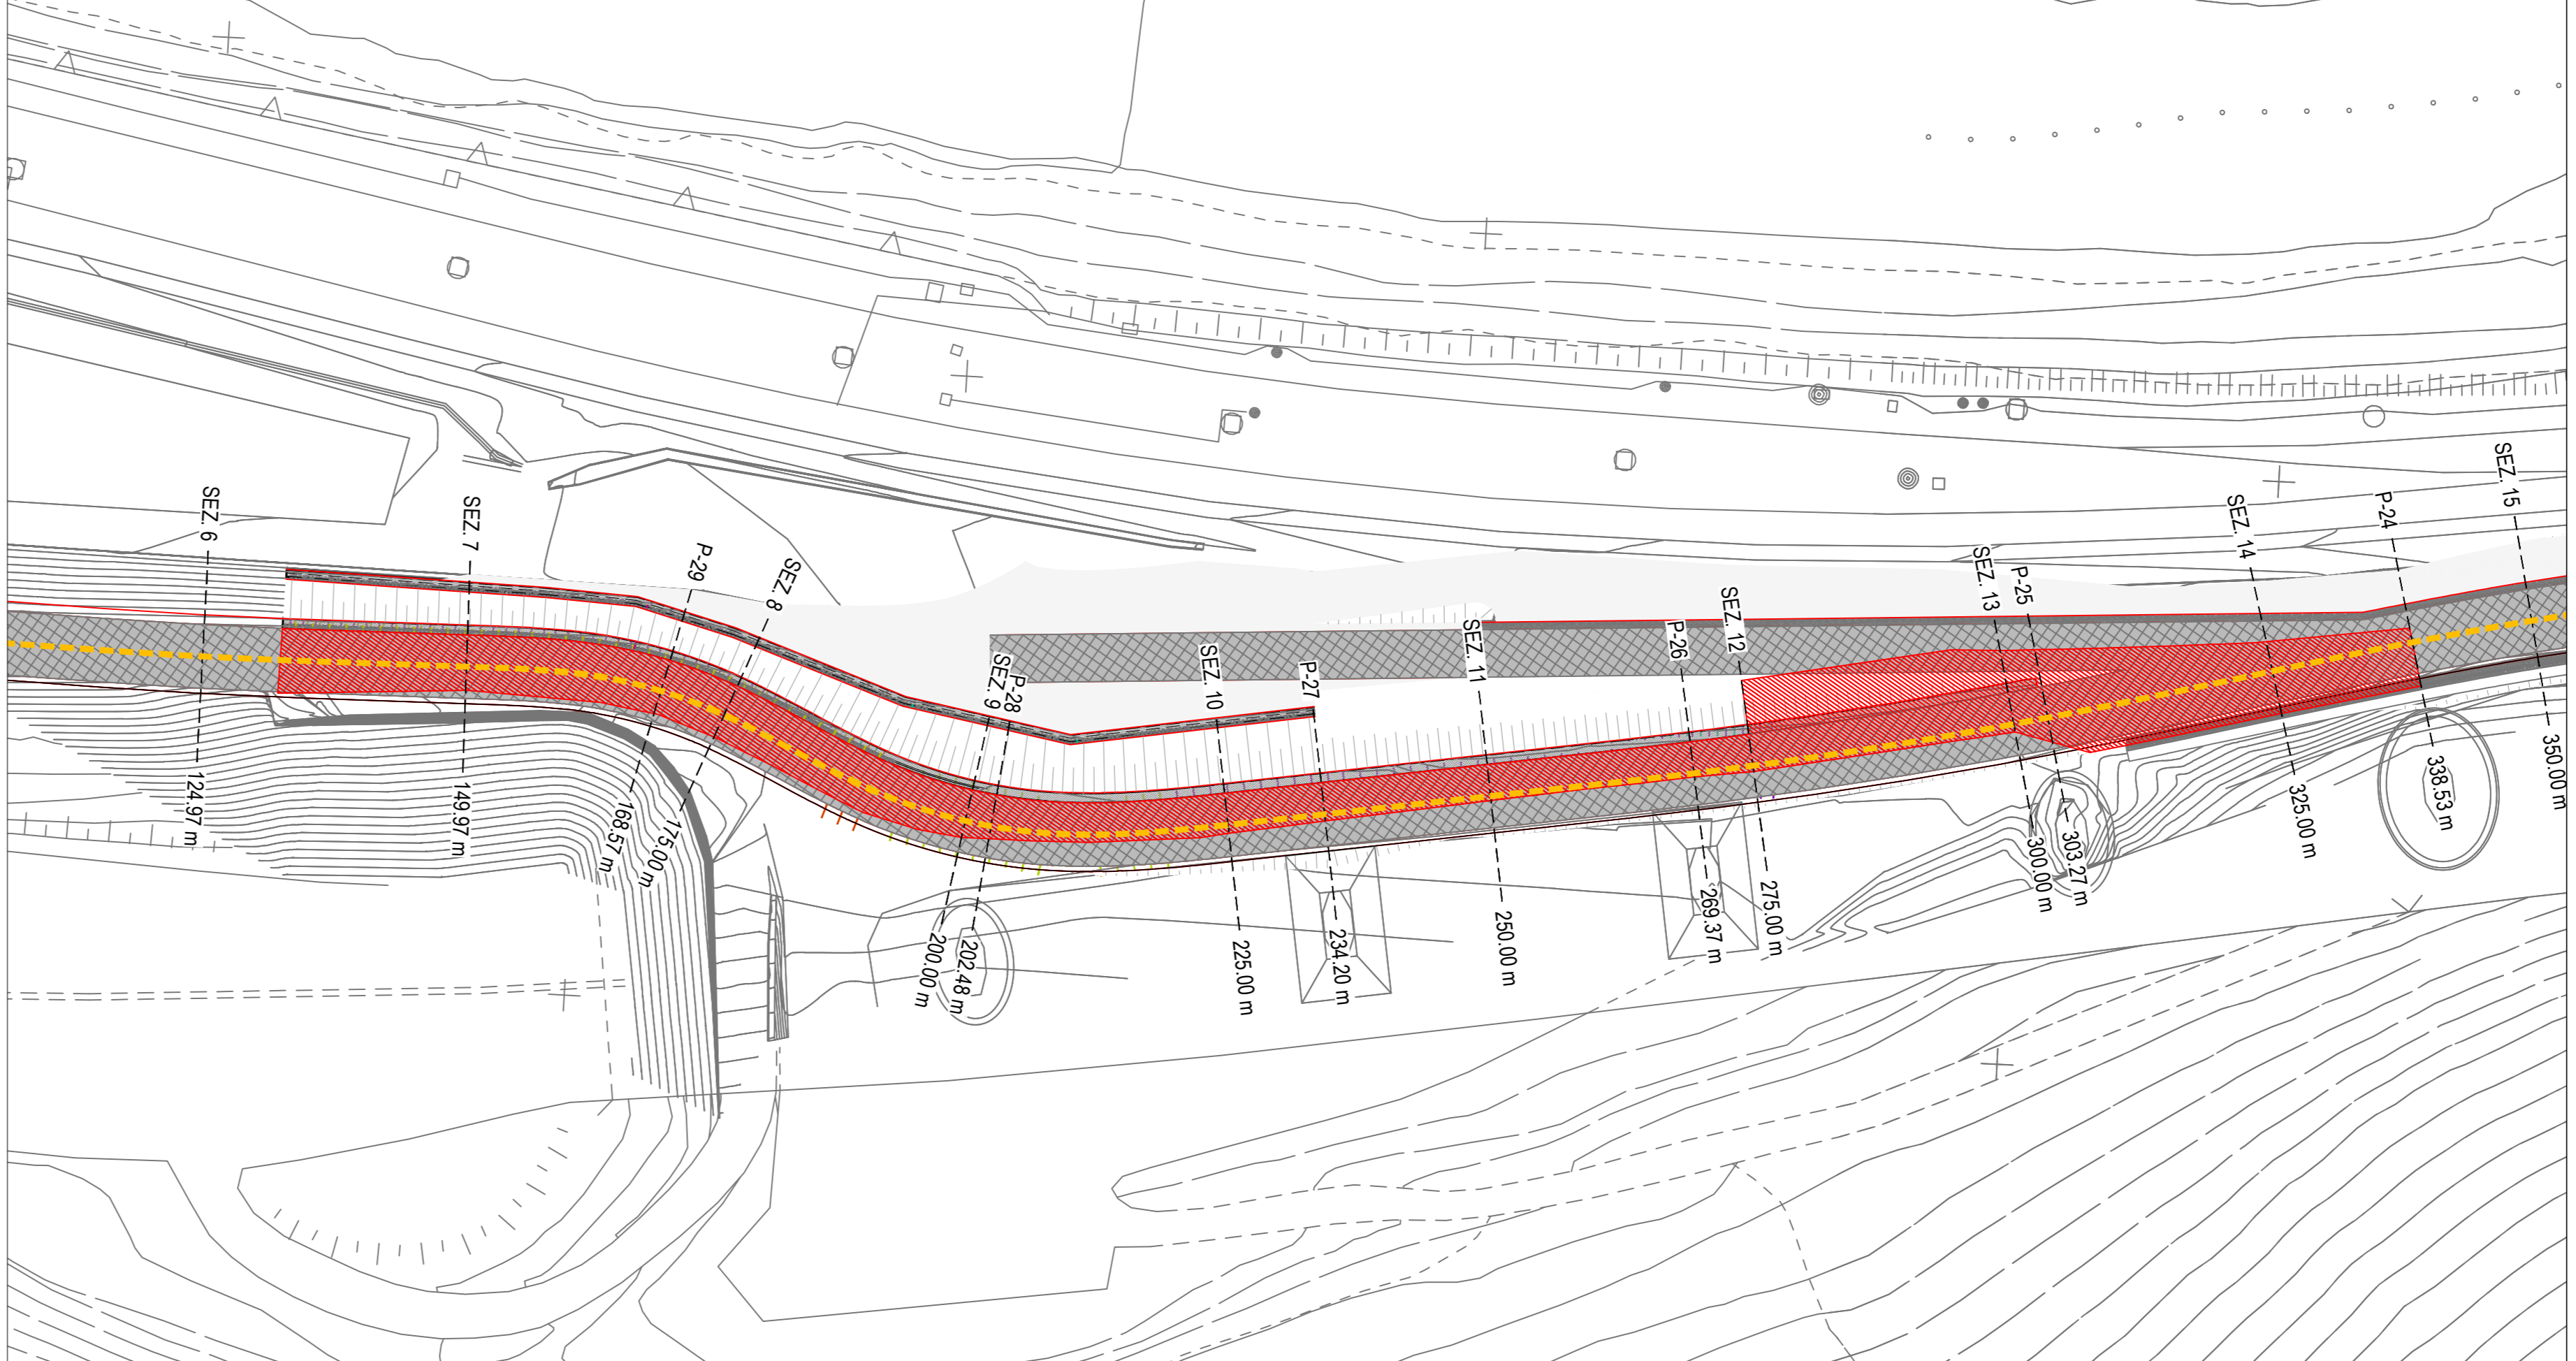 SEZ. 6
124.97 m
SEZ. 7
149.97 m
P-29
168.57 m
SEZ. 8
175.00 m
SEZ. 9
200.00 m
P-28
202.48 m
SEZ. 10
225.00 m
P-27
234.20 m
SEZ. 11
250.00 m
P-26
269.37 m
SEZ. 12
275.00 m
SEZ. 13
300.00 m
P-25
303.27 m
SEZ. 14
325.00 m
P-24
338.53 m
SEZ. 15
350.00 m